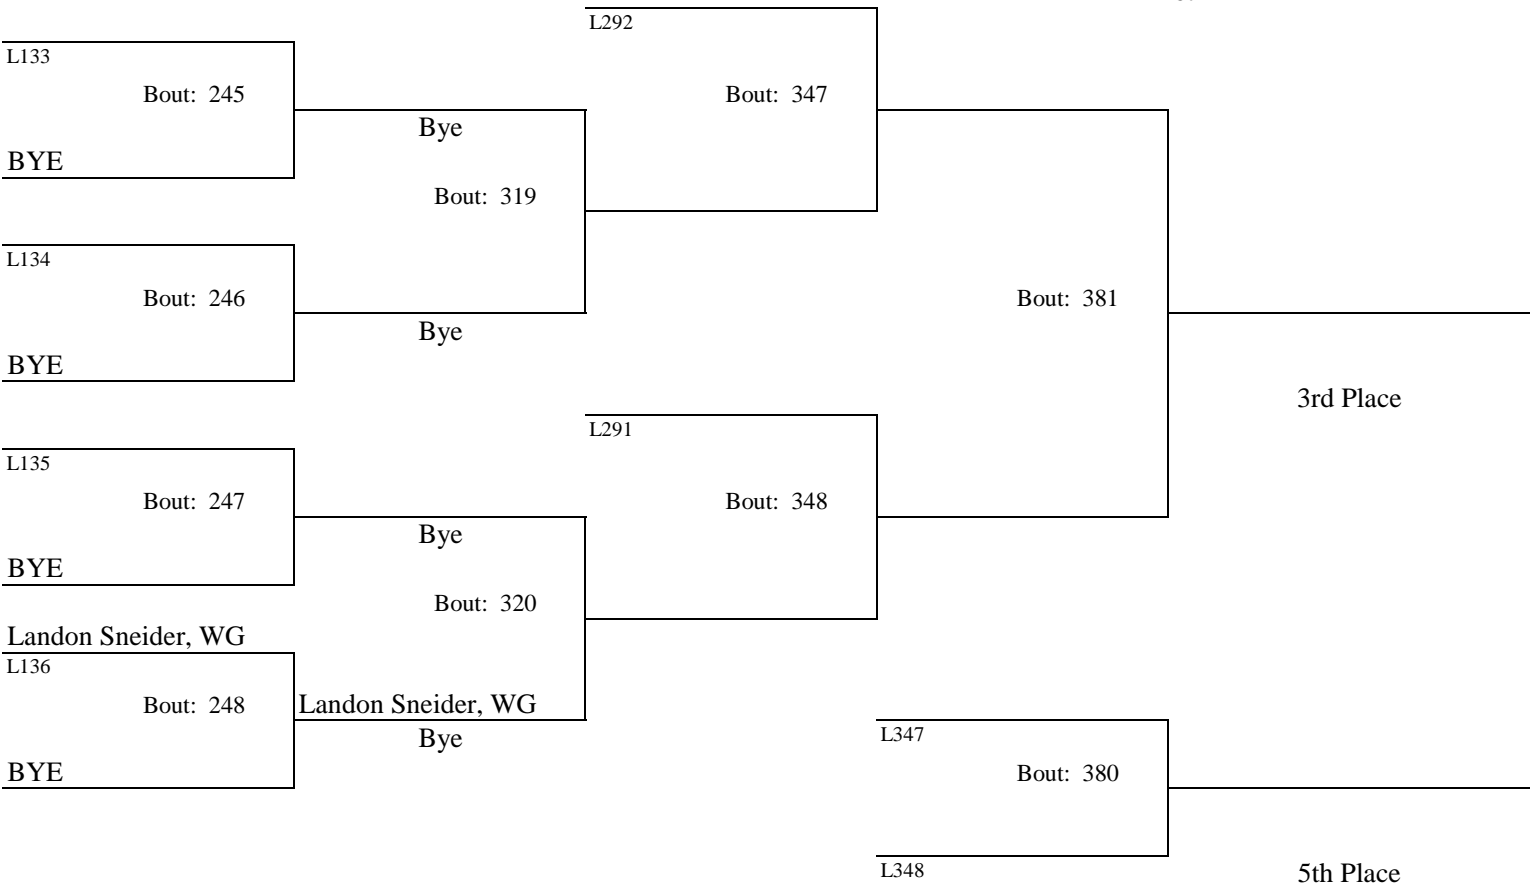 L292
L133
Bout: 245
Bout: 347
Bye
BYE
Bout: 319
L134
Bout: 246
Bout: 381
Bye
BYE
3rd Place
L291
L135
Bout: 247
Bout: 348
Bye
BYE
Bout: 320
Landon Sneider, WG
L136
Bout: 248
Landon Sneider, WG
Bye
L347
BYE
Bout: 380
L348
5th Place